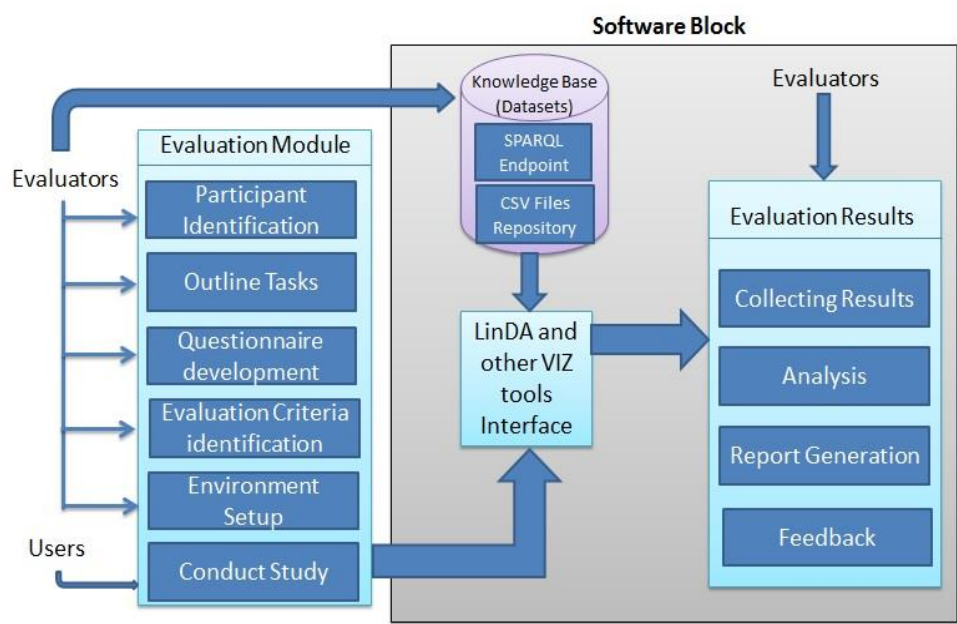 Software Block
Knowledge Base
(Datasets)
SPARQL
Endpoint
CSV Files
Repository
Evaluators
Evaluation Module
Evaluators
Participant
Identification
Outline Tasks
Questionnaire
development
Evaluation Criteria
identification
Environment
Setup
Users
Conduct Study
LinDA and
other VIZ
tools
Interface
Evaluation Results
Collecting Results
Analysis
Report Generation
Feedback